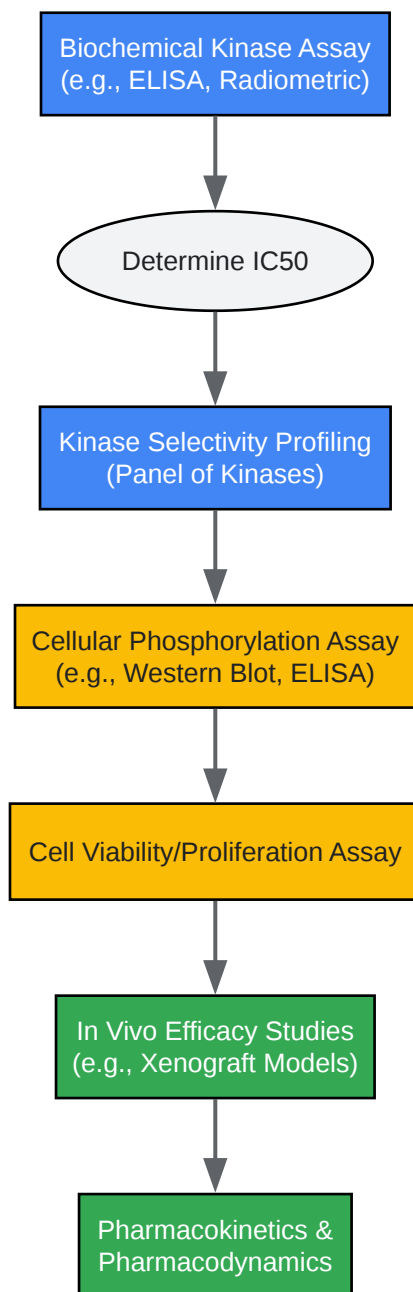 Biochemical Kinase Assay
(e.g., ELISA, Radiometric)
Determine IC50
Kinase Selectivity Profiling
(Panel of Kinases)
Cellular Phosphorylation Assay
(e.g., Western Blot, ELISA)
Cell Viability/Proliferation Assay
In Vivo Efficacy Studies
(e.g., Xenograft Models)
Pharmacokinetics &
Pharmacodynamics